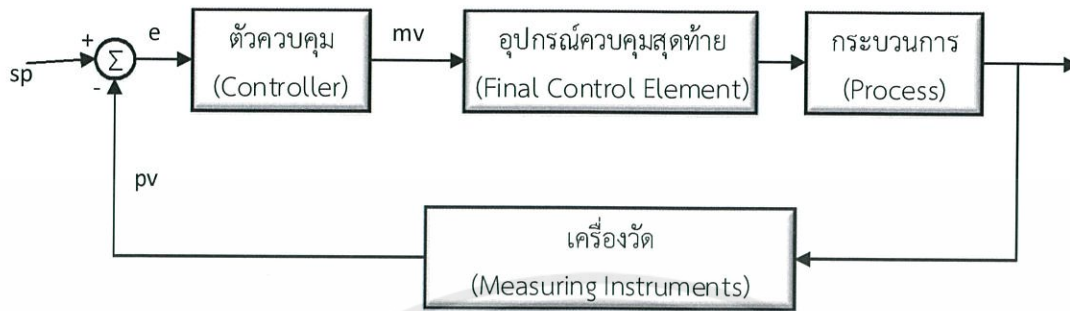 +
e
ตัวควบคุม
(Controller)
mv
อุปกรณ์ควบคุมสุดท้าย
(Final Control Element)
กระบวนการ
(Process)
sp
Σ
-
pv
เครื่องวัด
(Measuring Instruments)